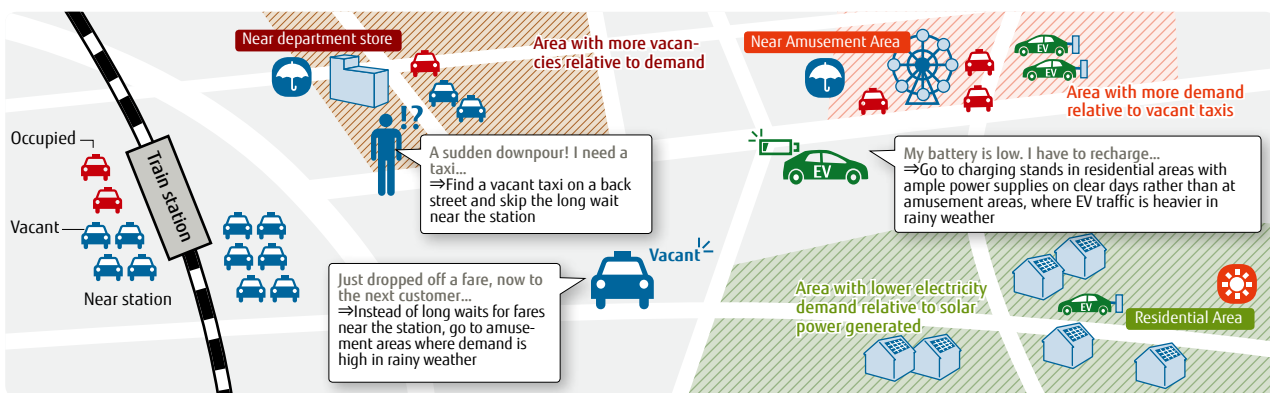 Near department store
Area with more vacan-
cies relative to demand
Near Amusement Area
EV
EV
Area with more demand
relative to vacant taxis
Occupied
Train station
Vacant
Near station
!?
A sudden downpour! I need a
taxi...
⇒Find a vacant taxi on a back
street and skip the long wait
near the station
EV
My battery is low. I have to recharge...
⇒Go to charging stands in residential areas with
ample power supplies on clear days rather than at
amusement areas, where EV traffic is heavier in
rainy weather
Vacant
Just dropped off a fare, now to
the next customer...
⇒Instead of long waits for fares
near the station, go to amuse-
ment areas where demand is
high in rainy weather
Area with lower electricity
demand relative to solar
power generated
EV
Residential Area